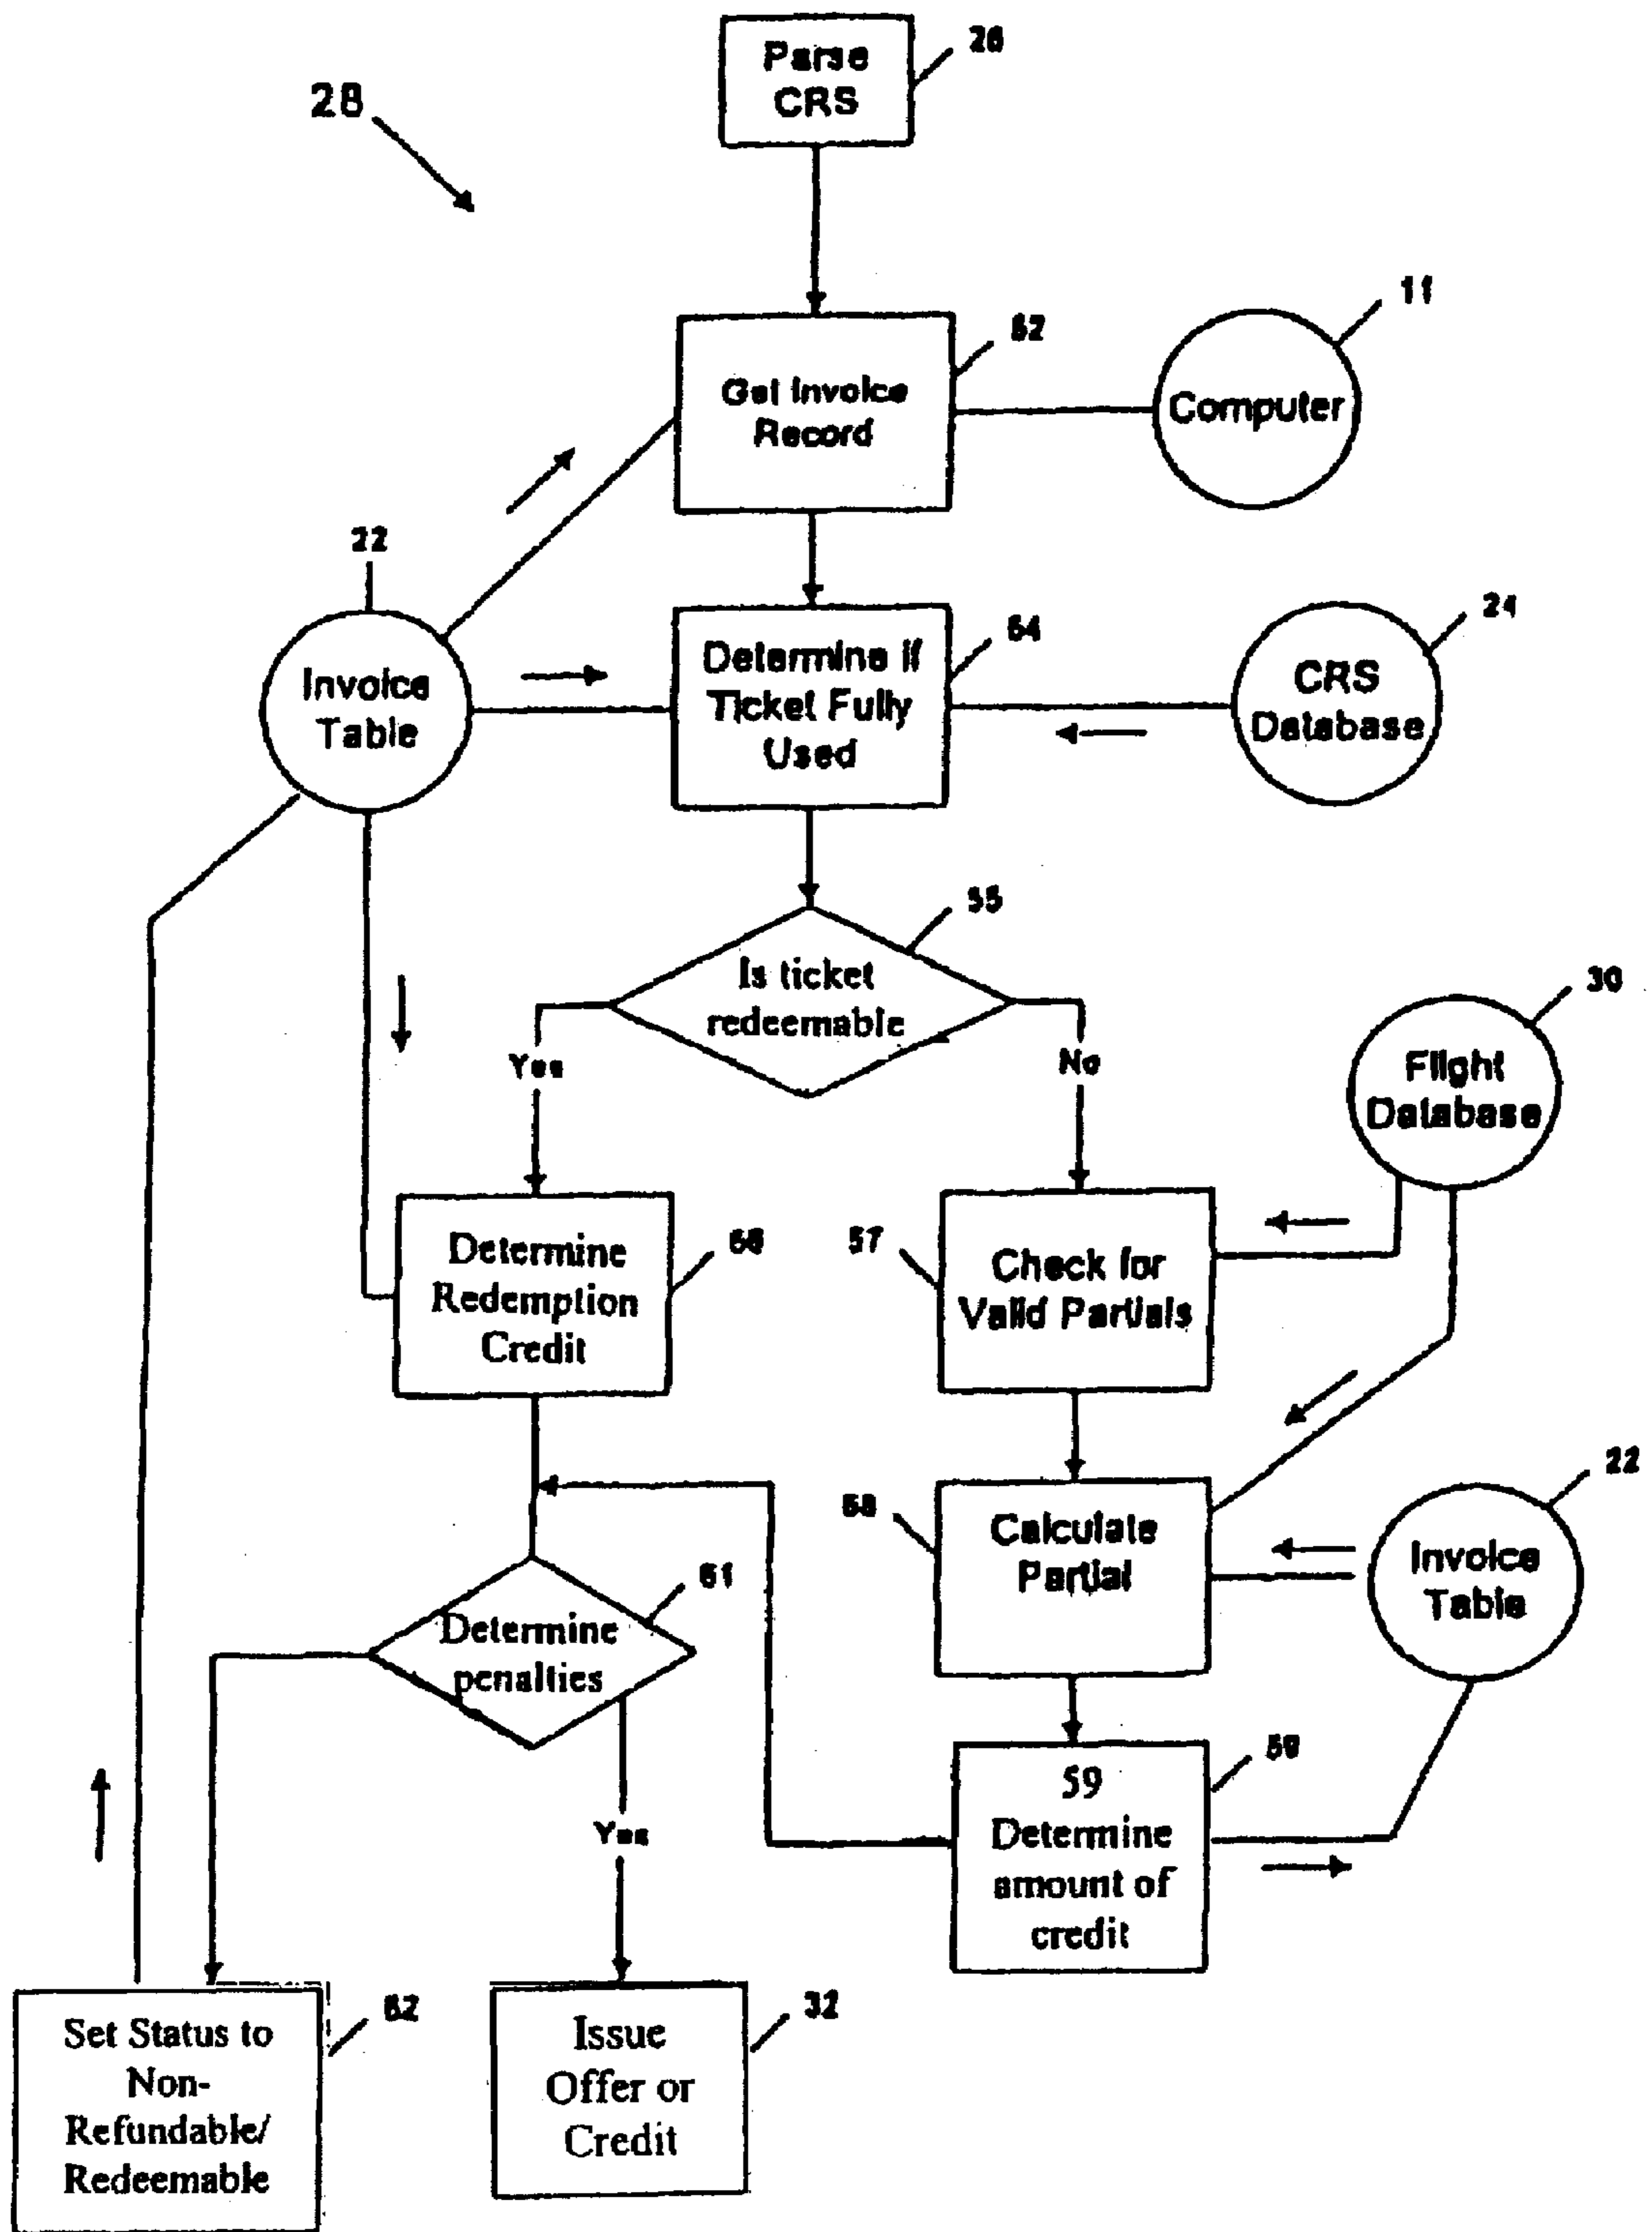 28
Parse
CRS
26
Get Invoice
Record
52
Computer
11
22
Invoice
Table
Determine if
Ticket Fully
Used
54
CRS
Database
24
Is ticket
redeemable
55
Yes
No
Flight
Database
30
Determine
Redemption
Credit
56
57
Check for
Valid Partials
58
Calculate
Partial
Invoice
Table
22
Determine
penalties
61
Yes
59
Determine
amount of
credit
59
Set Status to
Non-
Refundable/
Redeemable
62
Issue
Offer or
Credit
32